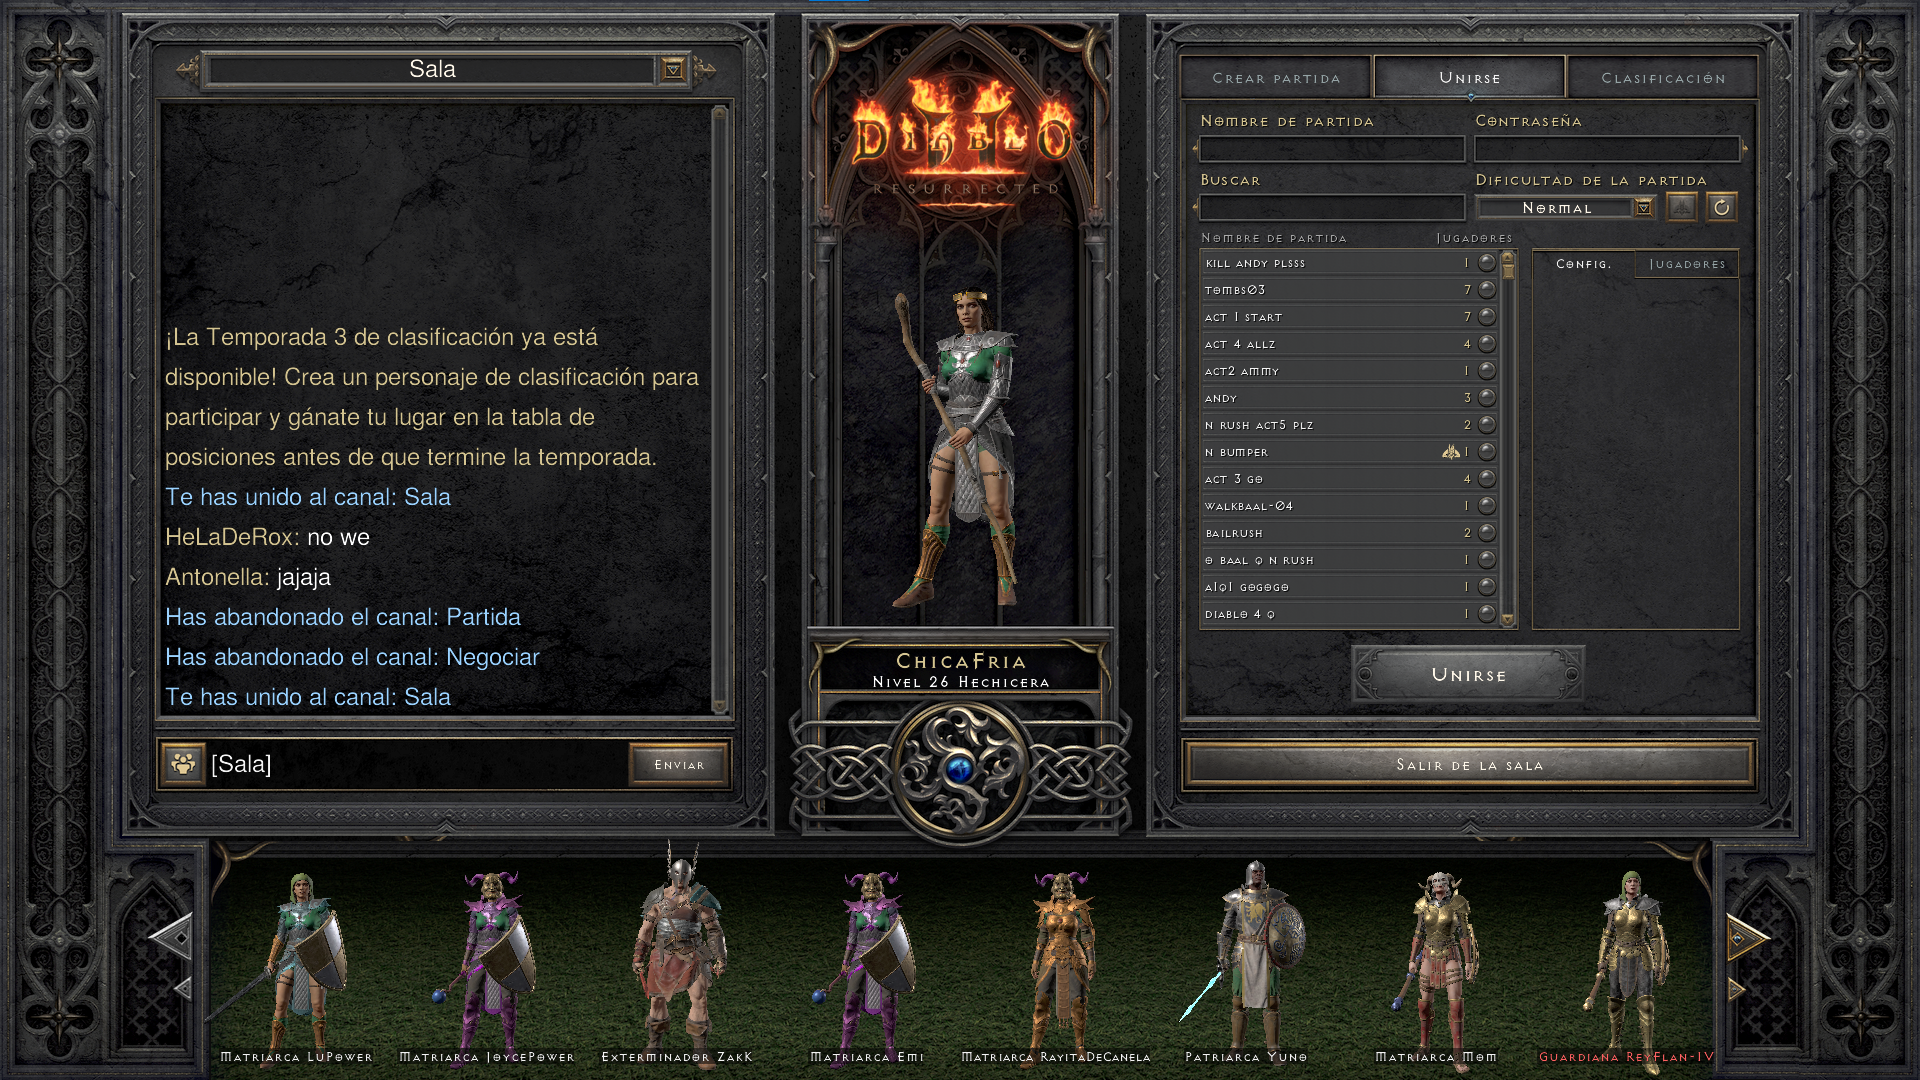 Sala
¡La Temporada 3 de clasificación ya está
disponible! Crea un personaje de clasificación para
participar y gánate tu lugar en la tabla de
posiciones antes de que termine la temporada.
Te has unido al canal: Sala
HeLaDeRox: no we
Antonella: jajaja
Has abandonado el canal: Partida
Has abandonado el canal: Negociar
Te has unido al canal: Sala
[Sala]
Enviar
Diablo II
RESURRECTED
ChicaFria
Nivel 26 Hechicera
Crear partida
Unirse
Clasificación
Nombre de partida
Contraseña
Buscar
Dificultad de la partida
Normal
Nombre de partida Jugadores
kill andy plsss 1
tombs03 7
act 1 start 7
act 4 allz 4
act2 ammy 1
andy 3
n rush act5 plz 2
n bumper 1
act 3 go 4
walkbaal-04 1
bailrush 2
o baal q n rush 1
a1q1 gogogo 1
diablo 4 q 1
Config.
Jugadores
Unirse
Salir de la sala
Matriarca LuPower
Matriarca JoycePower
Exterminador ZakK
Matriarca Emi
Matriarca RayitaDeCanela
Patriarca Yuno
Matriarca Mom
Guardiana ReyFlan-IV